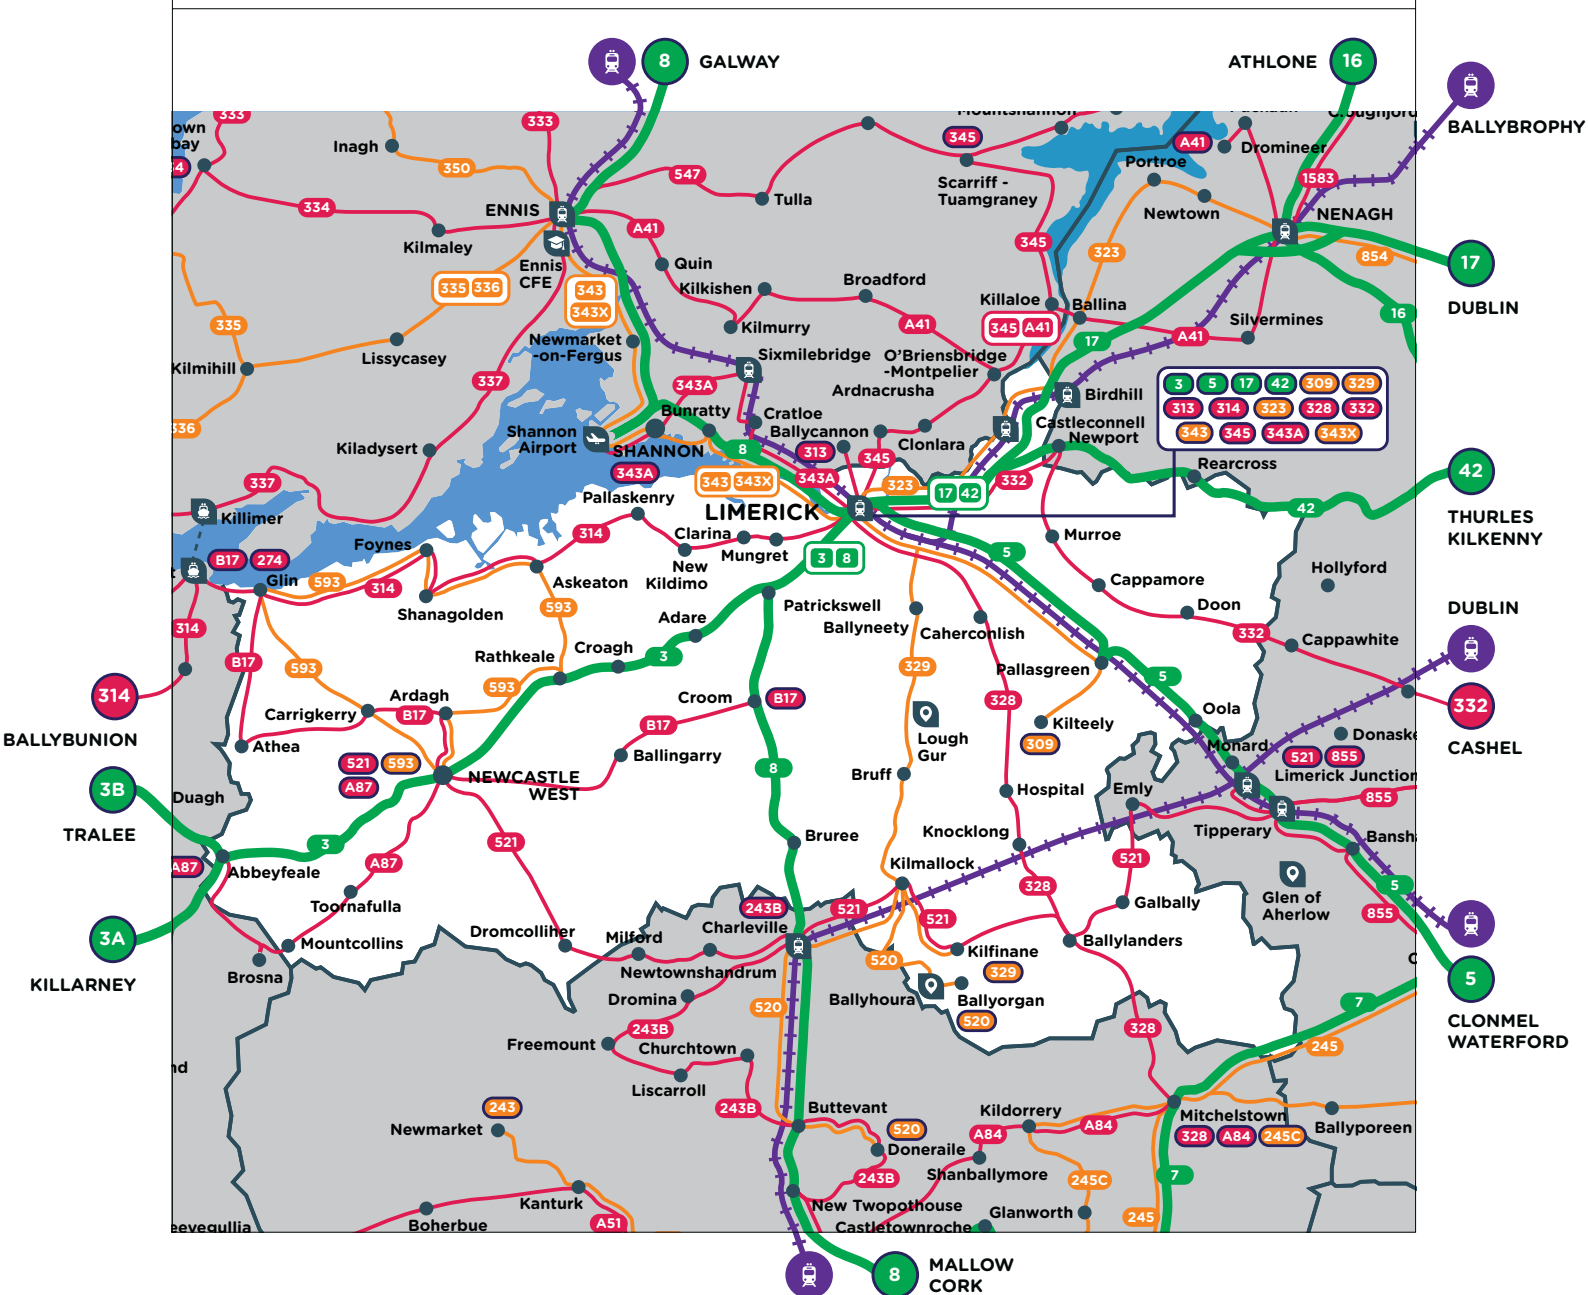 8
GALWAY
ATHLONE
16
BALLYBROPHY
333
333
345
A41
Dromineer
Inagh
350
Portroe
1583
547
Scarriff -
Tuamgraney
Tulla
334
ENNIS
Newtown
NENAGH
Kilmaley
A41
345
323
854
17
DUBLIN
Ennis
CFE
Quin
335 336
343
343X
Kilkishen
Broadford
Killaloe
Ballina
16
335
Kilmurry
A41
345 A41
Silvermines
A41
17
Lissycasey
Newmarket
-on-Fergus
Sixmilebridge
O'Briensbridge
-Montpelier
Kilmihill
337
343A
Ardnacrusha
Birdhill
3 5 17 42 309 329
313 314 323 328 332
343 345 343A 343X
336
Bunratty
Cratloe
Ballycannon
Castleconnell
Newport
Kiladysert
Shannon
Airport
SHANNON
8
313
345
Clonlara
Rearcross
42
THURLES
KILKENNY
337
343A
343 343X
343A
323
17 42
332
42
Killimer
Pallaskenry
LIMERICK
Foynes
314
Clarina
Mungret
New
Kildimo
3 8
5
Murroe
B17 274
Glin
593
314
Askeaton
Cappamore
Hollyford
Shanagolden
593
Adare
Patrickswell
Ballyneety
Caherconlish
Doon
DUBLIN
314
332
Cappawhite
B17
593
Rathkeale
Croagh
3
329
Pallasgreen
5
593
Ardagh
Croom
B17
328
314
BALLYBUNION
Carrigkerry
B17
B17
Lough
Gur
Kilteely
309
Oola
332
CASHEL
Athea
Ballingarry
Monard
521 855
Limerick Junction
521 593
A87
NEWCASTLE
WEST
8
Bruff
Hospital
Emly
855
3B
TRALEE
Duagh
3
521
Bruree
Knocklong
Tipperary
A87
Abbeyfeale
A87
Kilmallock
521
328
Glen of
Aherlow
5
855
Toornafulla
243B
521
521
Galbally
3A
KILLARNEY
Mountcollins
Dromcolliher
Milford
Charleville
Kilfinane
Ballylanders
Brosna
Newtownshandrum
520
329
5
CLONMEL
WATERFORD
Dromina
Ballyhoura
Ballyorgan
520
520
7
243B
328
Freemount
Churchtown
245
Liscarroll
243
243B
Buttevant
Kildorrery
Mitchelstown
328 A84 245C
Newmarket
520
A84
A84
Ballyporeen
Doneraile
Shanballymore
243B
245C
7
Kanturk
New Twopothouse
Glanworth
245
Boherbue
A51
Castletownroche
8
MALLOW
CORK